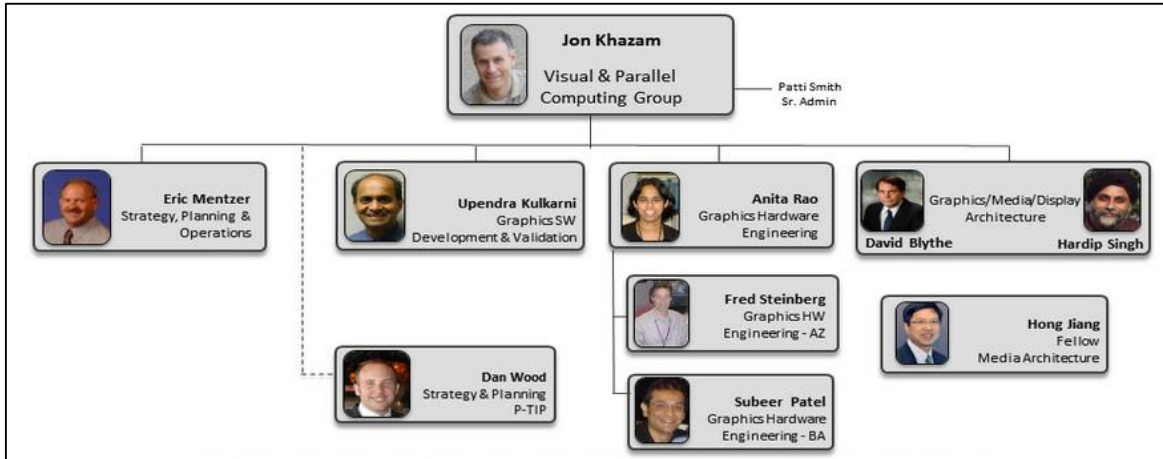 Jon Khazam
Visual & Parallel
Computing Group
Patti Smith
Sr. Admin
Eric Mentzer
Strategy, Planning &
Operations
Upendra Kulkarni
Graphics SW
Development & Validation
Anita Rao
Graphics Hardware
Engineering
Graphics/Media/Display
Architecture
David Blythe
Hardip Singh
Fred Steinberg
Graphics HW
Engineering - AZ
Hong Jiang
Fellow
Media Architecture
Dan Wood
Strategy & Planning
P-TIP
Subeer Patel
Graphics Hardware
Engineering - BA